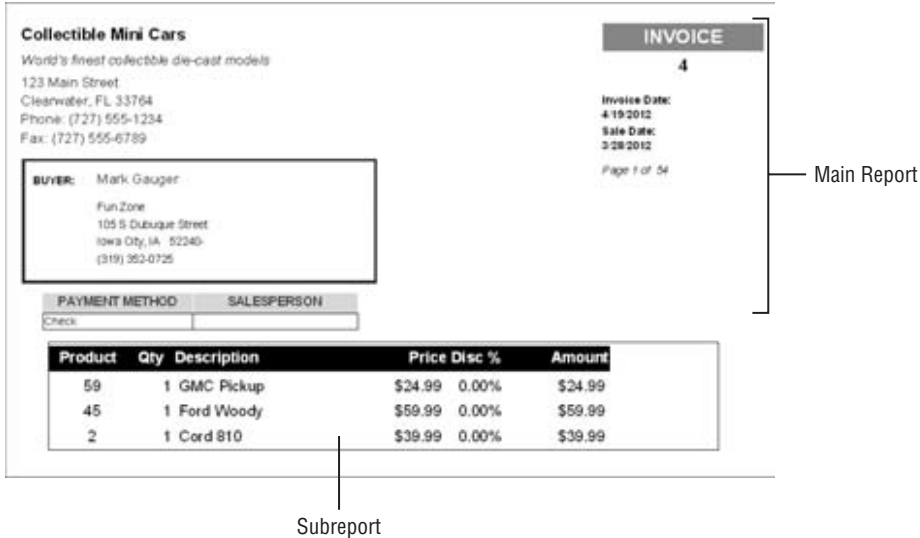 Collectible Mini Cars
World's finest collectible die-cast models
123 Main Street
Clearwater, FL 33764
Phone: (727) 555-1234
Fax: (727) 555-6789
INVOICE
4
Invoice Date:
4/19/2012
Sale Date:
3/28/2012
Page 1 of 54
Main Report
BUYER: Mark Gauger
Fun Zone
105 S Dubuque Street
Iowa City, IA 52240-
(319) 352-0725
PAYMENT METHOD SALESPERSON
Check
Product Qty Description Price Disc % Amount
59 1 GMC Pickup $24.99 0.00% $24.99
45 1 Ford Woody $59.99 0.00% $59.99
2 1 Cord 810 $39.99 0.00% $39.99
Subreport